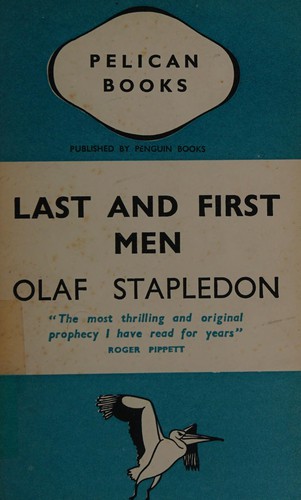 PELICAN
BOOKS
PUBLISHED BY PENGUIN BOOKS
LAST AND FIRST
MEN
OLAF STAPLEDON
"The most thrilling and original
prophecy I have read for years"
ROGER PIPPETT